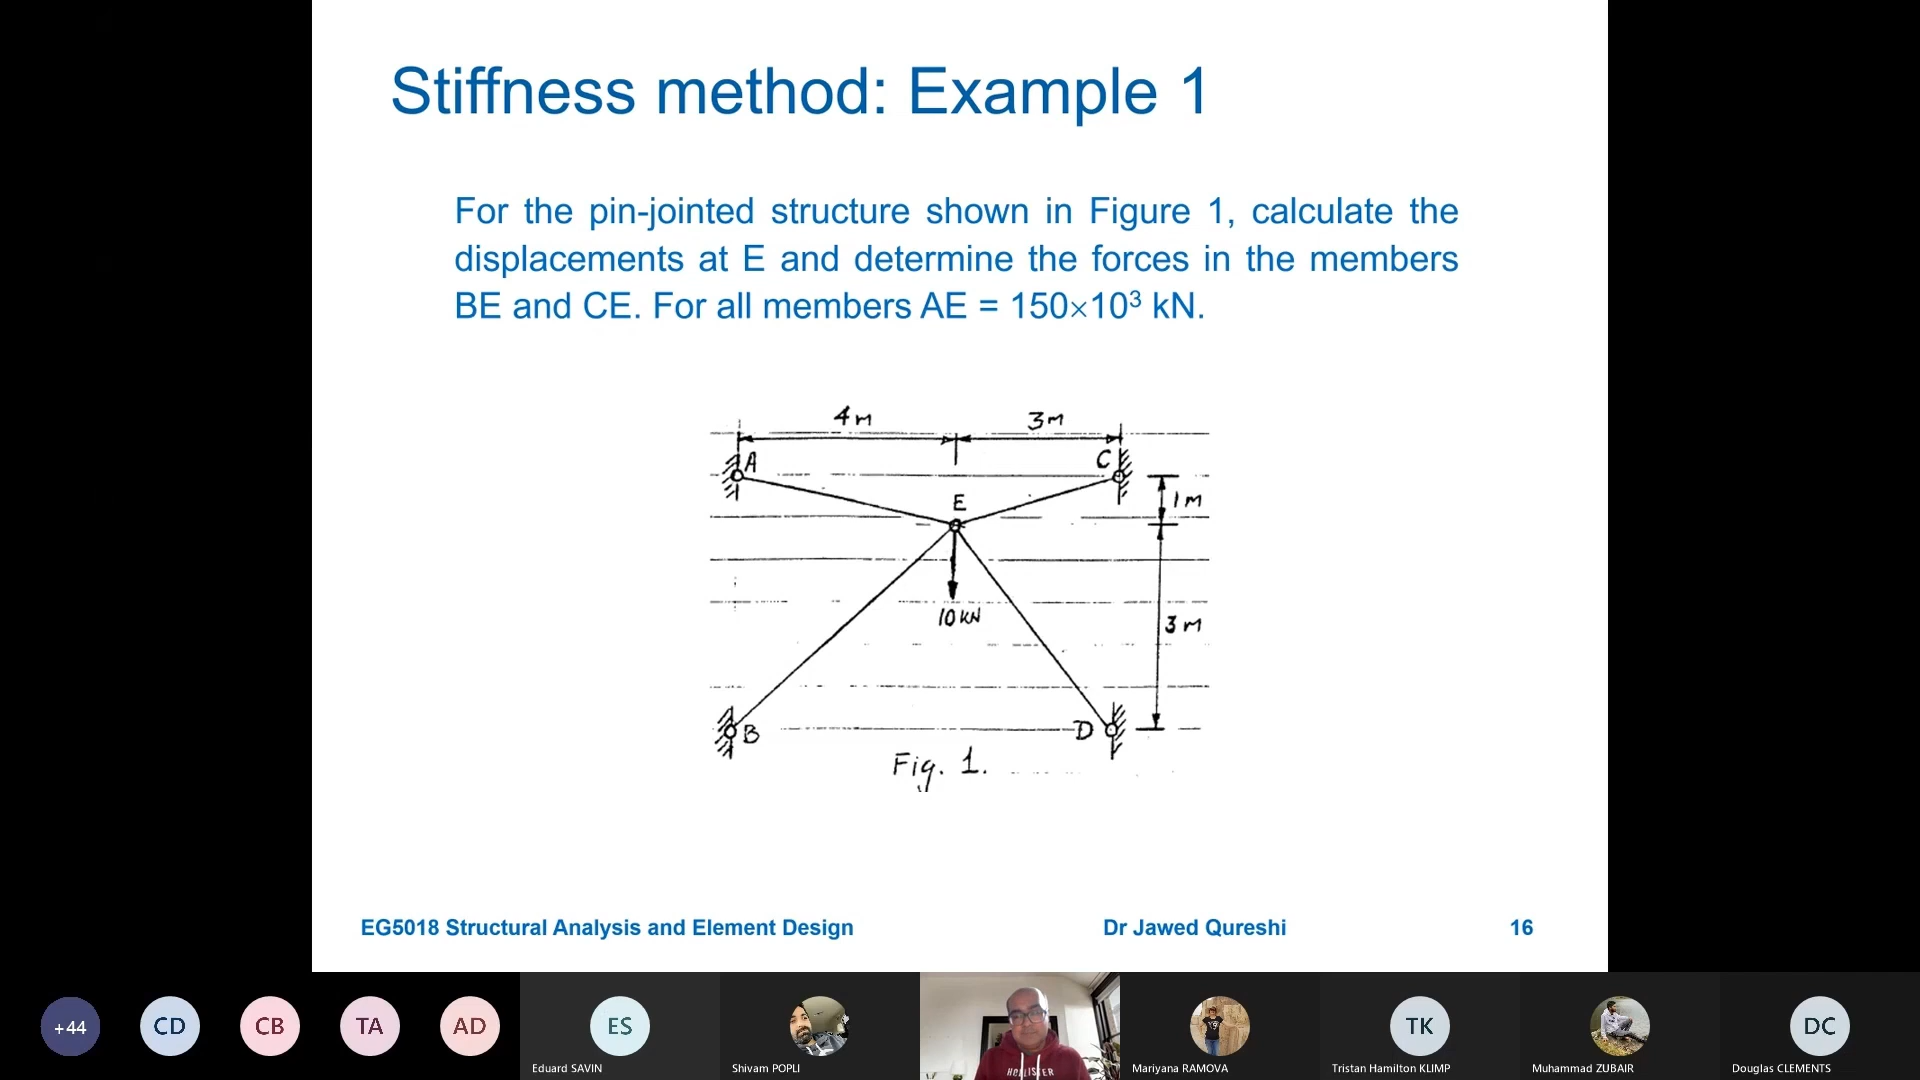 Stiffness method: Example 1
For the pin-jointed structure shown in Figure 1, calculate the
displacements at E and determine the forces in the members
BE and CE. For all members AE = 150×10³ kN.
4m
3m
A
C
E
1m
10kN
3m
B
D
Fig. 1.
EG5018 Structural Analysis and Element Design
Dr Jawed Qureshi
16
+44
CD
CB
TA
AD
ES
TK
DC
HOLLISTER
Eduard SAVIN
Shivam POPLI
Mariyana RAMOVA
Tristan Hamilton KLIMP
Muhammad ZUBAIR
Douglas CLEMENTS